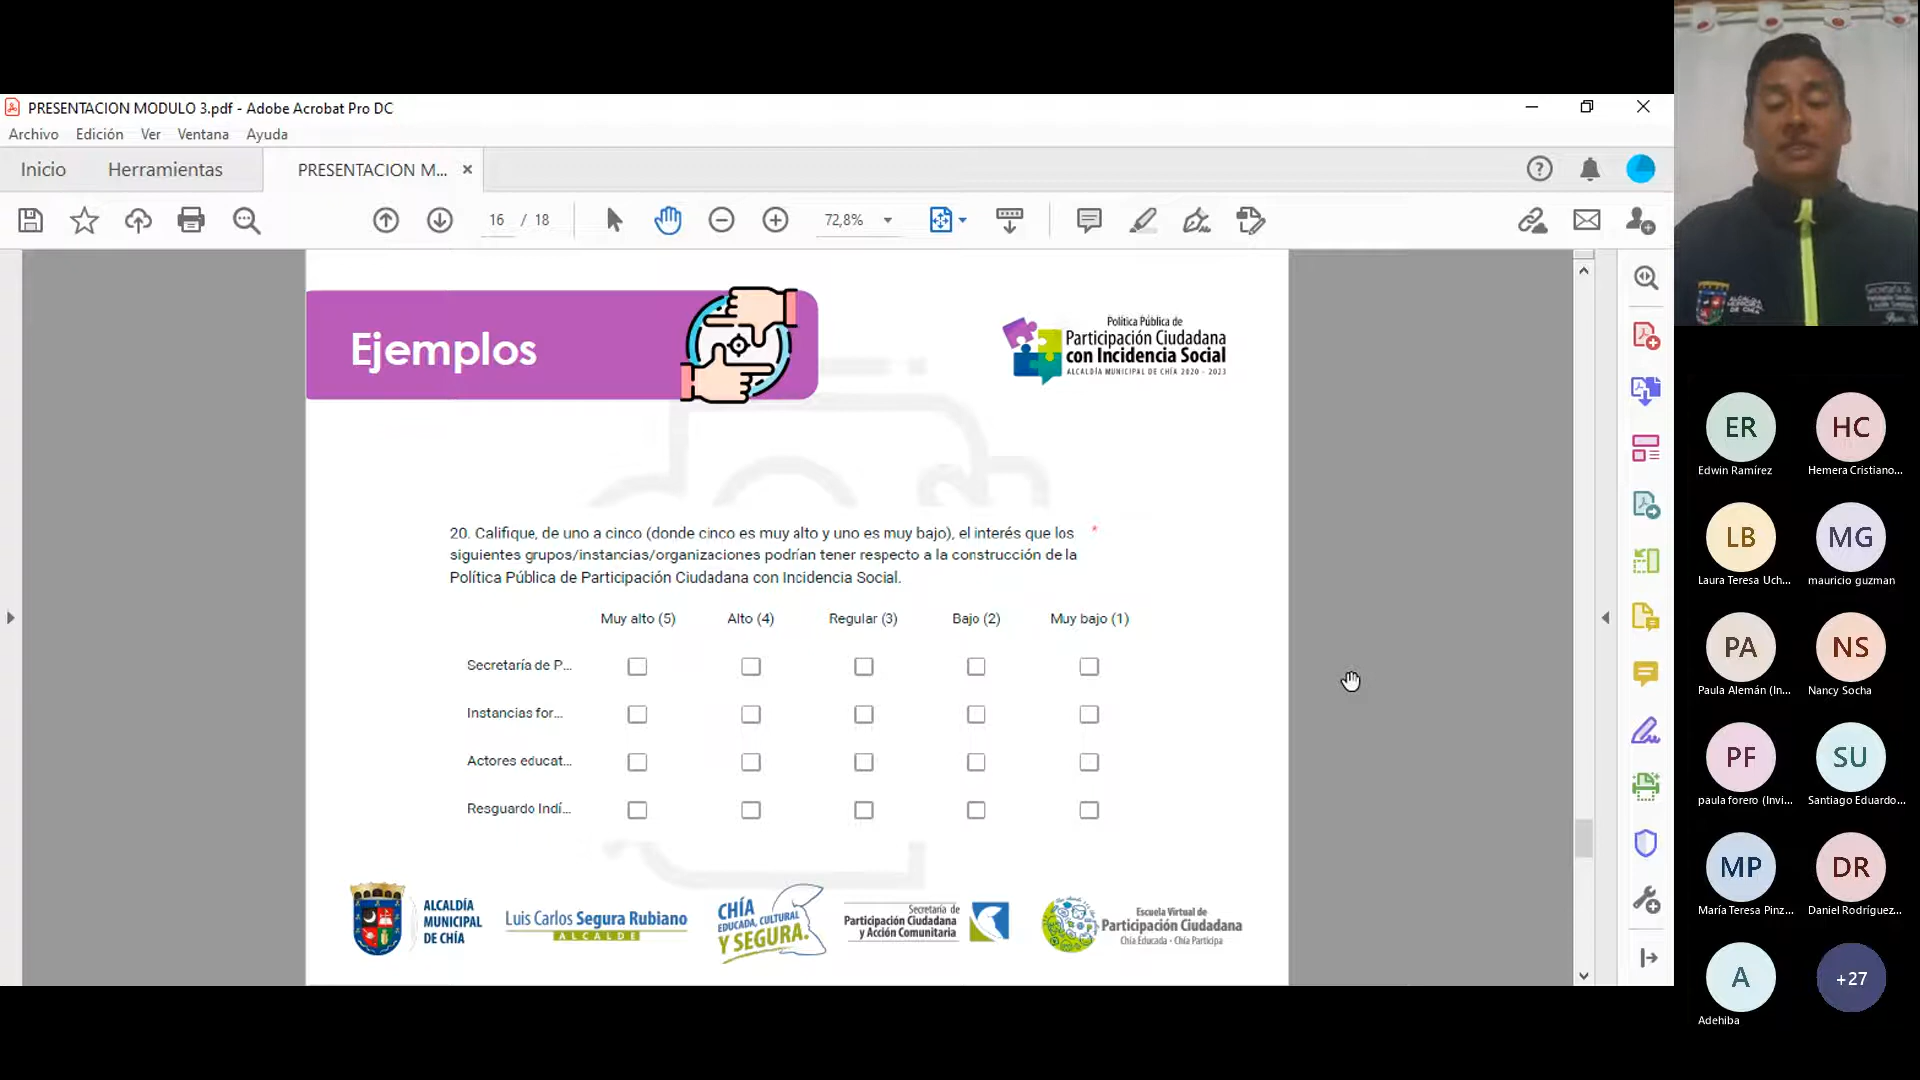 PRESENTACION MODULO 3.pdf - Adobe Acrobat Pro DC
Archivo Edición Ver Ventana Ayuda
Inicio Herramientas PRESENTACION M... ×
16 / 18 72,8%
Ejemplos
Política Pública de
Participación Ciudadana
con Incidencia Social
ALCALDÍA MUNICIPAL DE CHÍA 2020 - 2023
20. Califique, de uno a cinco (donde cinco es muy alto y uno es muy bajo), el interés que los *
siguientes grupos/instancias/organizaciones podrían tener respecto a la construcción de la
Política Pública de Participación Ciudadana con Incidencia Social.
Muy alto (5) Alto (4) Regular (3) Bajo (2) Muy bajo (1)
Secretaría de P...
Instancias for...
Actores educat...
Resguardo Indí...
ALCALDÍA
MUNICIPAL
DE CHÍA
Luis Carlos Segura Rubiano
ALCALDE
CHÍA
EDUCADA, CULTURAL
Y SEGURA.
Secretaría de
Participación Ciudadana
y Acción Comunitaria
Escuela Virtual de
Participación Ciudadana
Chía Educada - Chía Participa
ALCALDÍA
MUNICIPAL
DE CHÍA
ER HC
Edwin Ramírez Hemera Cristiano...
LB MG
Laura Teresa Uch... mauricio guzman
PA NS
Paula Alemán (In... Nancy Socha
PF SU
paula forero (Invi... Santiago Eduardo...
MP DR
María Teresa Pinz... Daniel Rodríguez...
A +27
Adehiba